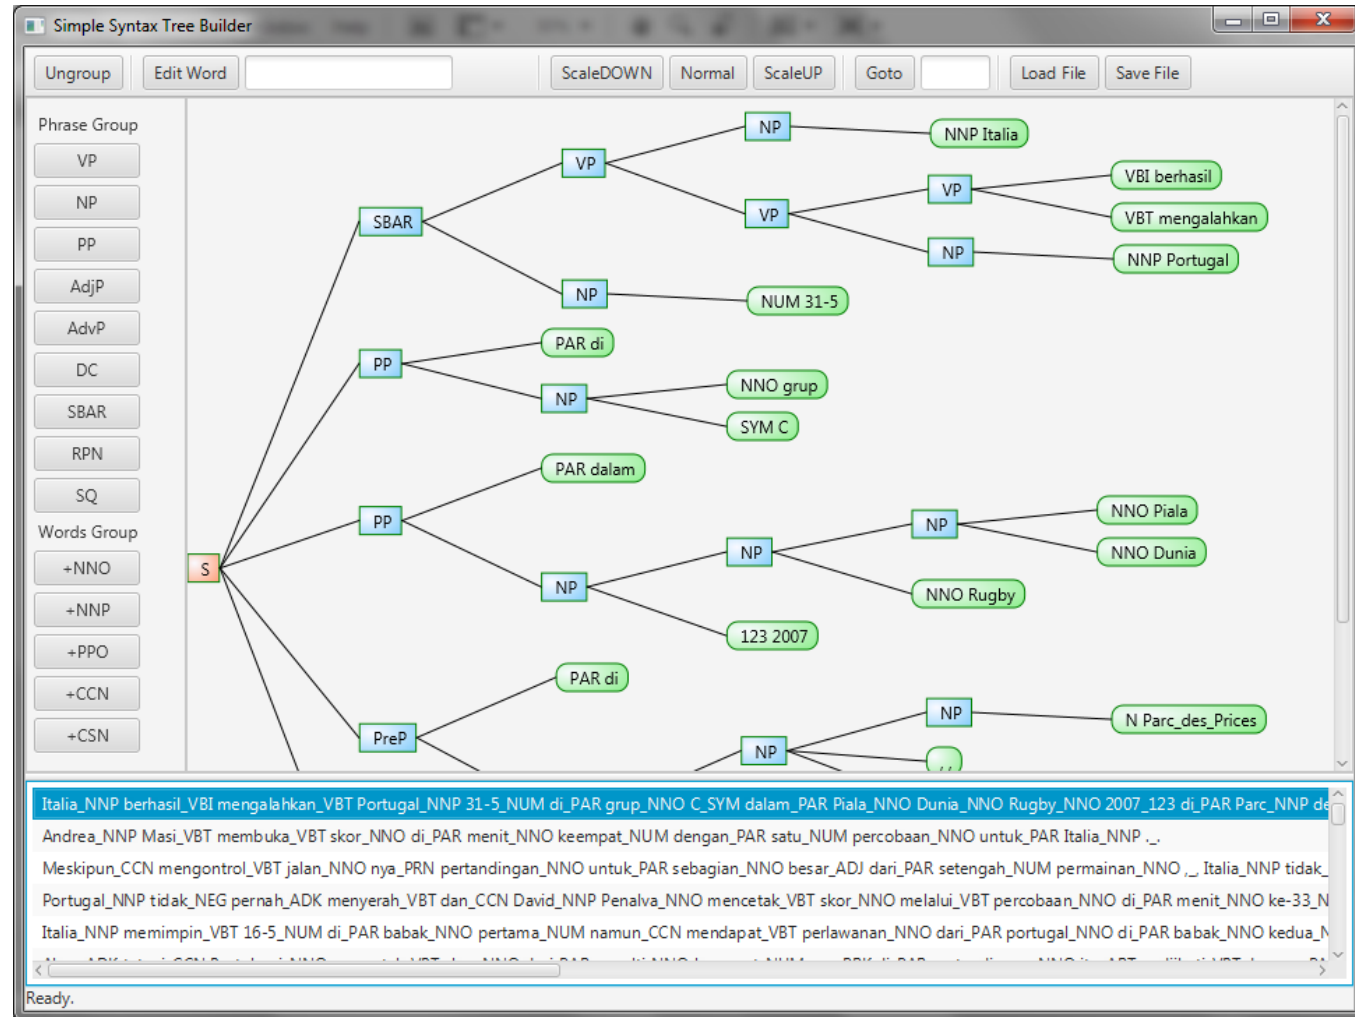 Simple Syntax Tree Builder
Ungroup
Edit Word
ScaleDOWN
Normal
ScaleUP
Goto
Load File
Save File
Phrase Group
VP
NP
PP
AdjP
AdvP
DC
SBAR
RPN
SQ
Words Group
+NNO
+NNP
+PPO
+CCN
+CSN
NP
NNP Italia
VP
VBI berhasil
VP
SBAR
VP
VBT mengalahkan
NP
NNP Portugal
NP
NUM 31-5
PAR di
PP
NNO grup
NP
SYM C
PAR dalam
NNO Piala
PP
NP
NP
NNO Dunia
S
NP
NNO Rugby
123 2007
PAR di
NP
N Parc_des_Prices
PreP
NP
, ,
Italia_NNP berhasil_VBI mengalahkan_VBT Portugal_NNP 31-5_NUM di_PAR grup_NNO C_SYM dalam_PAR Piala_NNO Dunia_NNO Rugby_NNO 2007_123 di_PAR Parc_NNP de
Andrea_NNP Masi_VBT membuka_VBT skor_NNO di_PAR menit_NNO keempat_NUM dengan_PAR satu_NUM percobaan_NNO untuk_PAR Italia_NNP ._.
Meskipun_CCN mengontrol_VBT jalan_NNO nya_PRN pertandingan_NNO untuk_PAR sebagian_NNO besar_ADJ dari_PAR setengah_NUM permainan_NNO ,_, Italia_NNP tidak_
Portugal_NNP tidak_NEG pernah_ADK menyerah_VBT dan_CCN David_NNP Penalva_NNO mencetak_VBT skor_NNO melalui_VBT percobaan_NNO di_PAR menit_NNO ke-33_N
Italia_NNP memimpin_VBT 16-5_NUM di_PAR babak_NNO pertama_NUM namun_CCN mendapat_VBT perlawanan_NNO dari_PAR portugal_NNO di_PAR babak_NNO kedua_N
Ready.